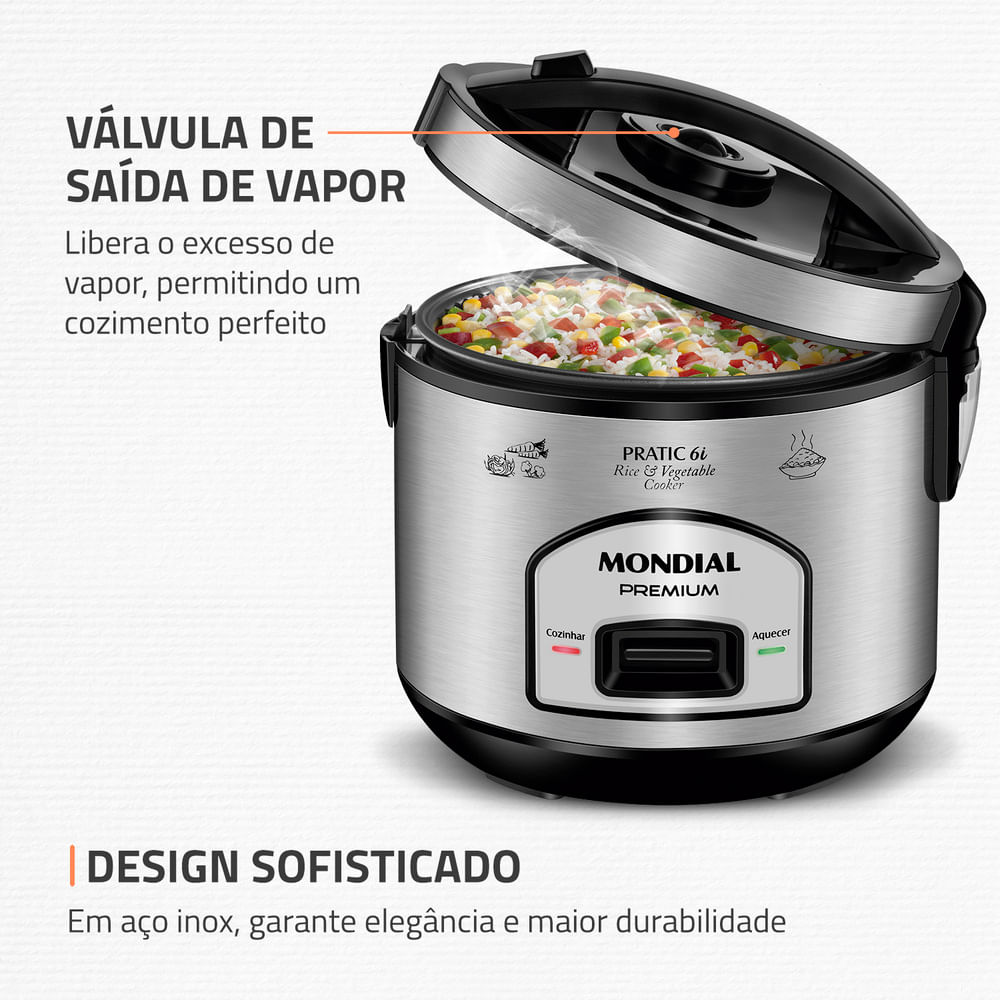 VÁLVULA DE
SAÍDA DE VAPOR
Libera o excesso de
vapor, permitindo um
cozimento perfeito
PRATIC 6i
Rice & Vegetable
Cooker
MONDIAL
PREMIUM
Cozinhar
Aquecer
DESIGN SOFISTICADO
Em aço inox, garante elegância e maior durabilidade